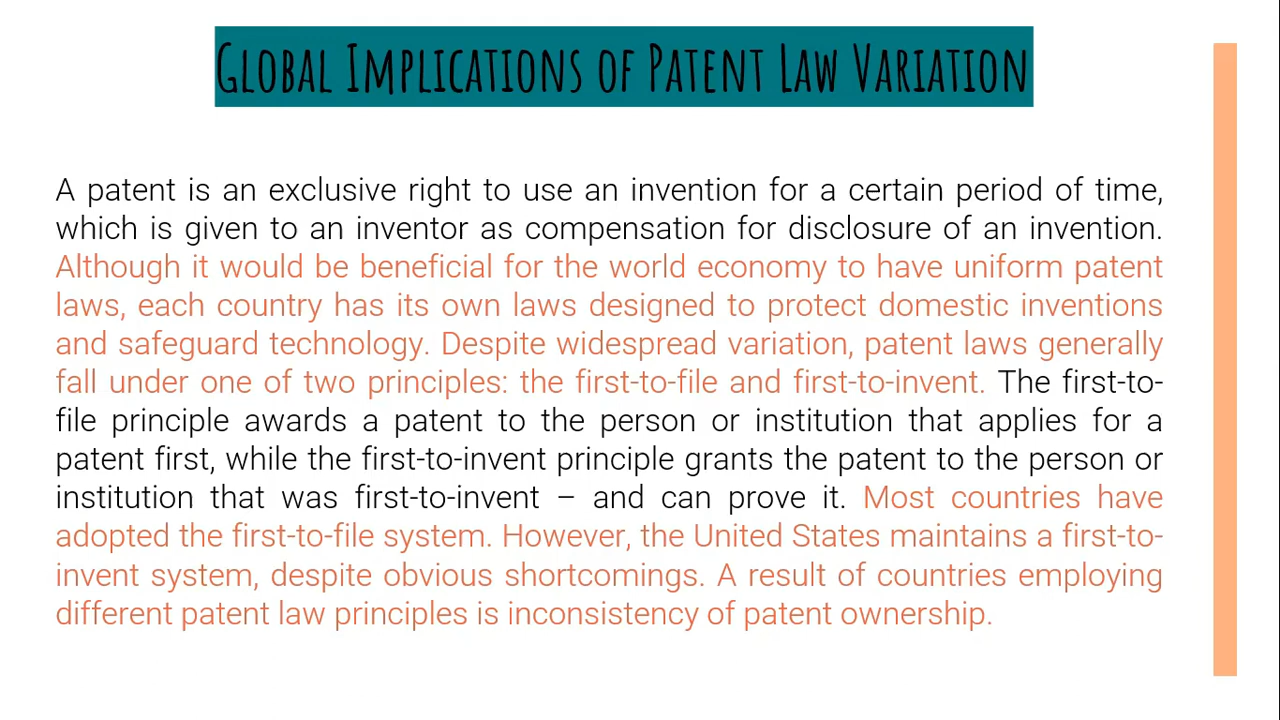 Global Implications of Patent Law Variation
A patent is an exclusive right to use an invention for a certain period of time,
which is given to an inventor as compensation for disclosure of an invention.
Although it would be beneficial for the world economy to have uniform patent
laws, each country has its own laws designed to protect domestic inventions
and safeguard technology. Despite widespread variation, patent laws generally
fall under one of two principles: the first-to-file and first-to-invent. The first-to-
file principle awards a patent to the person or institution that applies for a
patent first, while the first-to-invent principle grants the patent to the person or
institution that was first-to-invent – and can prove it. Most countries have
adopted the first-to-file system. However, the United States maintains a first-to-
invent system, despite obvious shortcomings. A result of countries employing
different patent law principles is inconsistency of patent ownership.